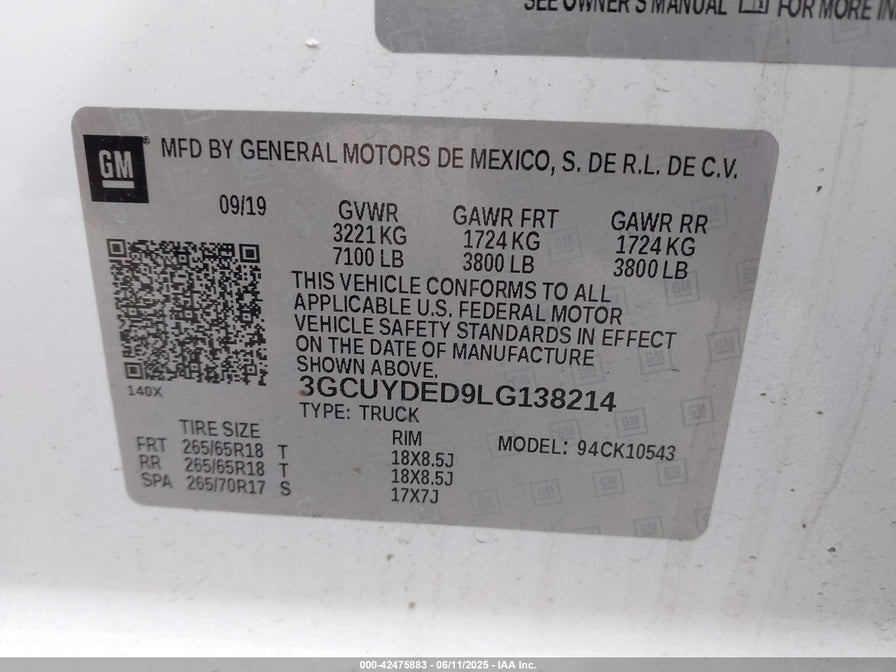 SEE OWNER'S MANUAL FOR MORE
GM
MFD BY GENERAL MOTORS DE MEXICO, S. DE R.L. DE C.V.
09/19 GVWR GAWR FRT GAWR RR
3221 KG 1724 KG 1724 KG
7100 LB 3800 LB 3800 LB
THIS VEHICLE CONFORMS TO ALL
APPLICABLE U.S. FEDERAL MOTOR
VEHICLE SAFETY STANDARDS IN EFFECT
ON THE DATE OF MANUFACTURE
SHOWN ABOVE.
140X
3GCUYDED9LG138214
TYPE: TRUCK
MODEL: 94CK10543
TIRE SIZE RIM
FRT 265/65R18 T 18X8.5J
RR 265/65R18 T 18X8.5J
SPA 265/70R17 S 17X7J
000-42475883 - 06/11/2025 - IAA Inc.